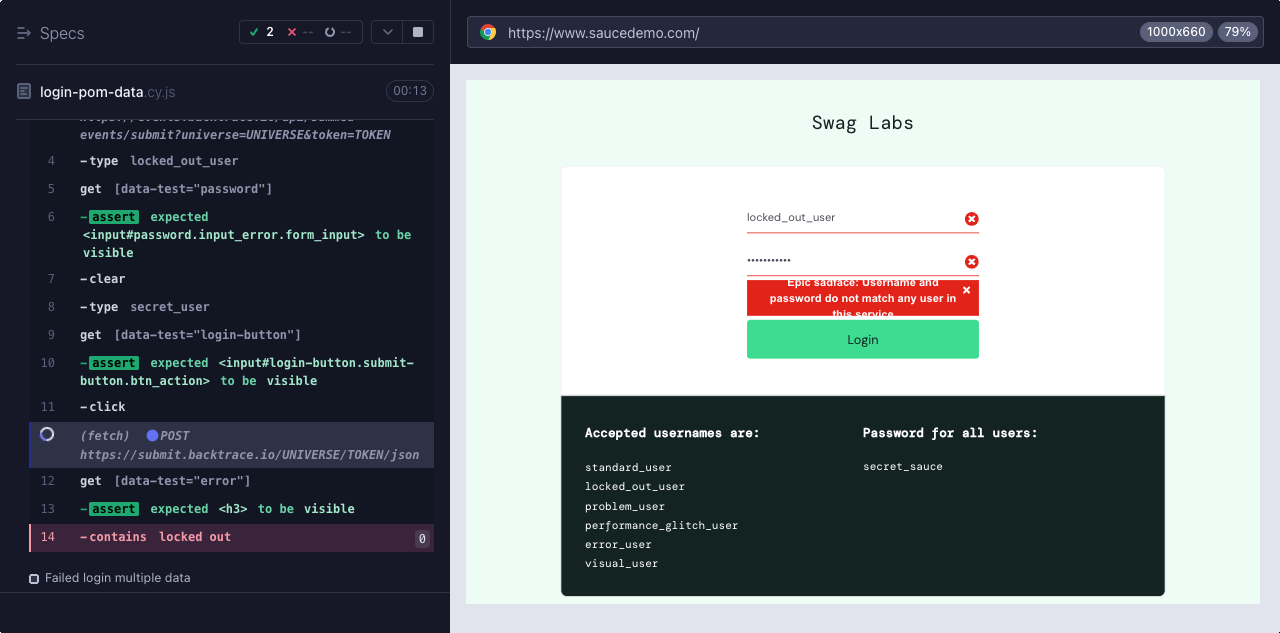 Specs
2 -- --
login-pom-data.cy.js
00:13
events/submit?universe=UNIVERSE&token=TOKEN
4 -type locked_out_user
5 get [data-test="password"]
6 -assert expected
<input#password.input_error.form_input> to be
visible
7 -clear
8 -type secret_user
9 get [data-test="login-button"]
10 -assert expected <input#login-button.submit-
button.btn_action> to be visible
11 -click
(fetch) POST
https://submit.backtrace.io/UNIVERSE/TOKEN/json
12 get [data-test="error"]
13 -assert expected <h3> to be visible
14 -contains locked out 0
Failed login multiple data
https://www.saucedemo.com/
1000x660 79%
Swag Labs
locked_out_user
•••••••••••
Epic sadface: Username and
password do not match any user in
this service
Login
Accepted usernames are:
standard_user
locked_out_user
problem_user
performance_glitch_user
error_user
visual_user
Password for all users:
secret_sauce